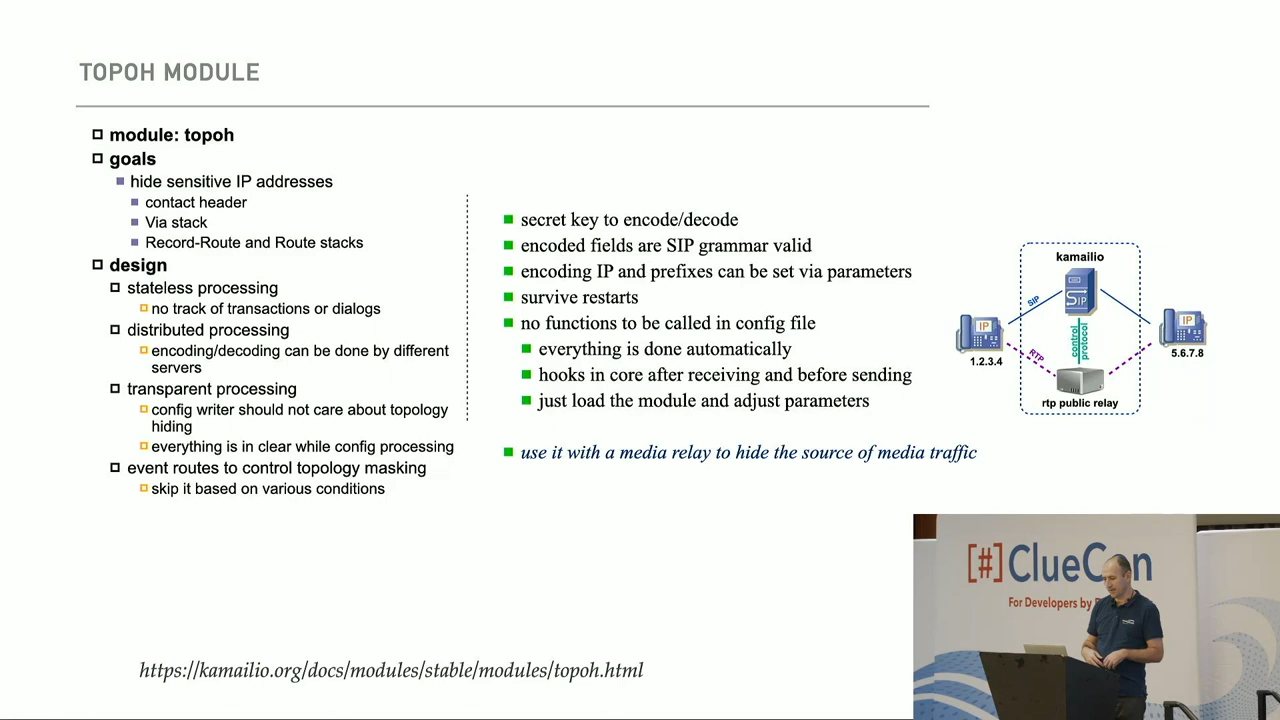 TOPOH MODULE
module: topoh
goals
hide sensitive IP addresses
contact header
Via stack
Record-Route and Route stacks
design
stateless processing
no track of transactions or dialogs
distributed processing
encoding/decoding can be done by different
servers
transparent processing
config writer should not care about topology
hiding
everything is in clear while config processing
event routes to control topology masking
skip it based on various conditions
secret key to encode/decode
encoded fields are SIP grammar valid
encoding IP and prefixes can be set via parameters
survive restarts
no functions to be called in config file
everything is done automatically
hooks in core after receiving and before sending
just load the module and adjust parameters
use it with a media relay to hide the source of media traffic
kamailio
SIP
SIP
IP
1.2.3.4
RTP
control
protocol
IP
5.6.7.8
rtp public relay
[#] ClueCon
For Developers by
https://kamailio.org/docs/modules/stable/modules/topoh.html